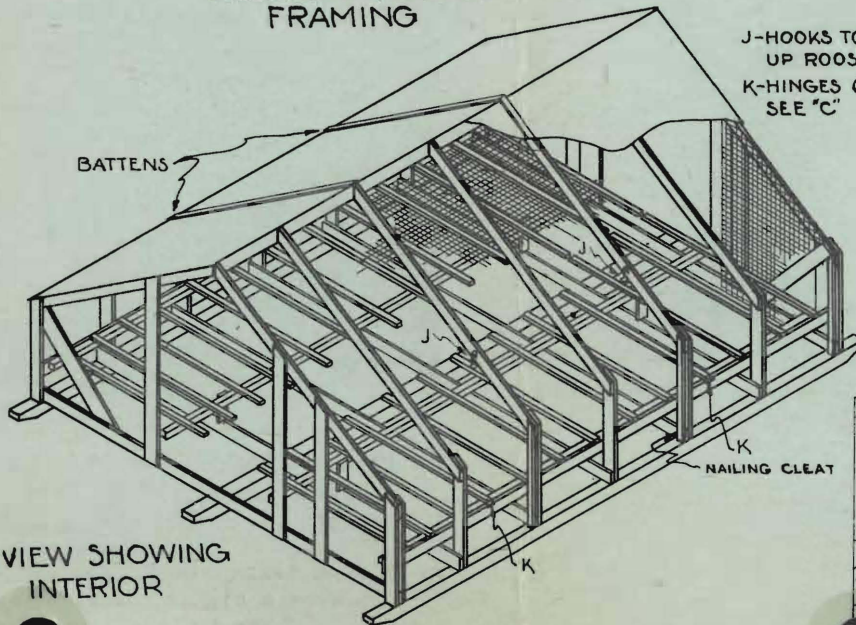 FRAMING
J-HOOKS TO
UP ROOS
K-HINGES
SEE "C"
BATTENS
J
J
K
NAILING CLEAT
K
VIEW SHOWING
INTERIOR